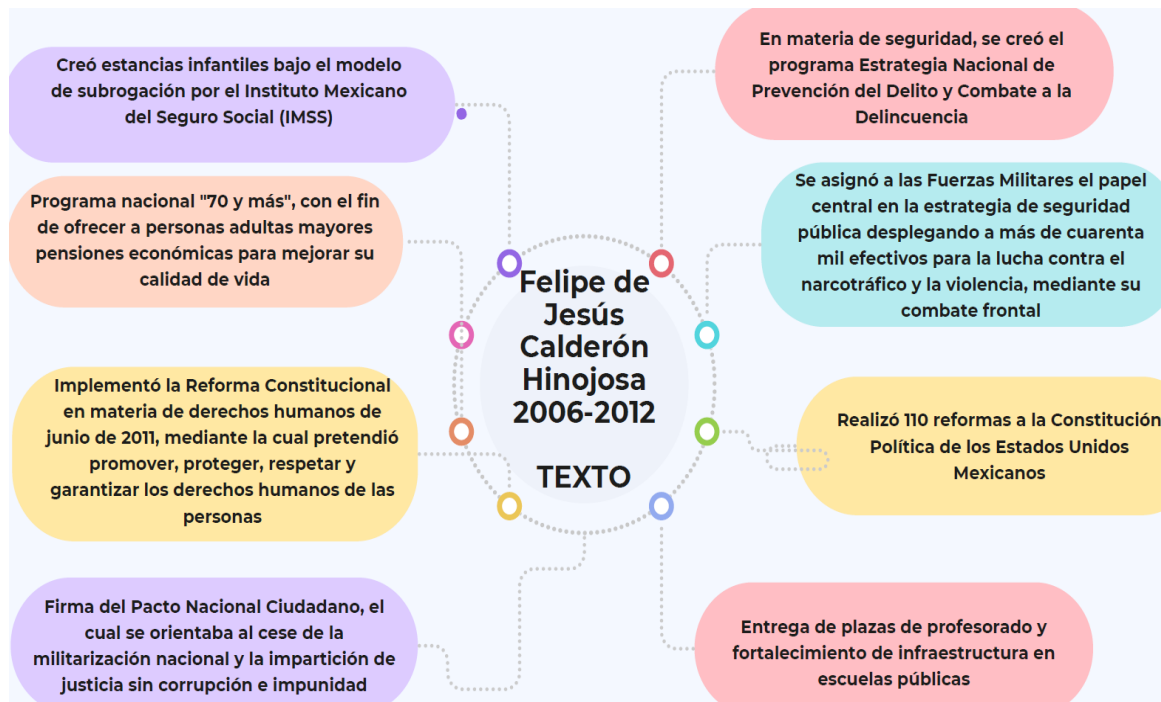 Creó estancias infantiles bajo el modelo
de subrogación por el Instituto Mexicano
del Seguro Social (IMSS)
Programa nacional "70 y más", con el fin
de ofrecer a personas adultas mayores
pensiones económicas para mejorar su
calidad de vida
Implementó la Reforma Constitucional
en materia de derechos humanos de
junio de 2011, mediante la cual pretendió
promover, proteger, respetar y
garantizar los derechos humanos de las
personas
Firma del Pacto Nacional Ciudadano, el
cual se orientaba al cese de la
militarización nacional y la impartición de
justicia sin corrupción e impunidad
Felipe de
Jesús
Calderón
Hinojosa
2006-2012
TEXTO
En materia de seguridad, se creó el
programa Estrategia Nacional de
Prevención del Delito y Combate a la
Delincuencia
Se asignó a las Fuerzas Militares el papel
central en la estrategia de seguridad
pública desplegando a más de cuarenta
mil efectivos para la lucha contra el
narcotráfico y la violencia, mediante su
combate frontal
Realizó 110 reformas a la Constitución
Política de los Estados Unidos
Mexicanos
Entrega de plazas de profesorado y
fortalecimiento de infraestructura en
escuelas públicas